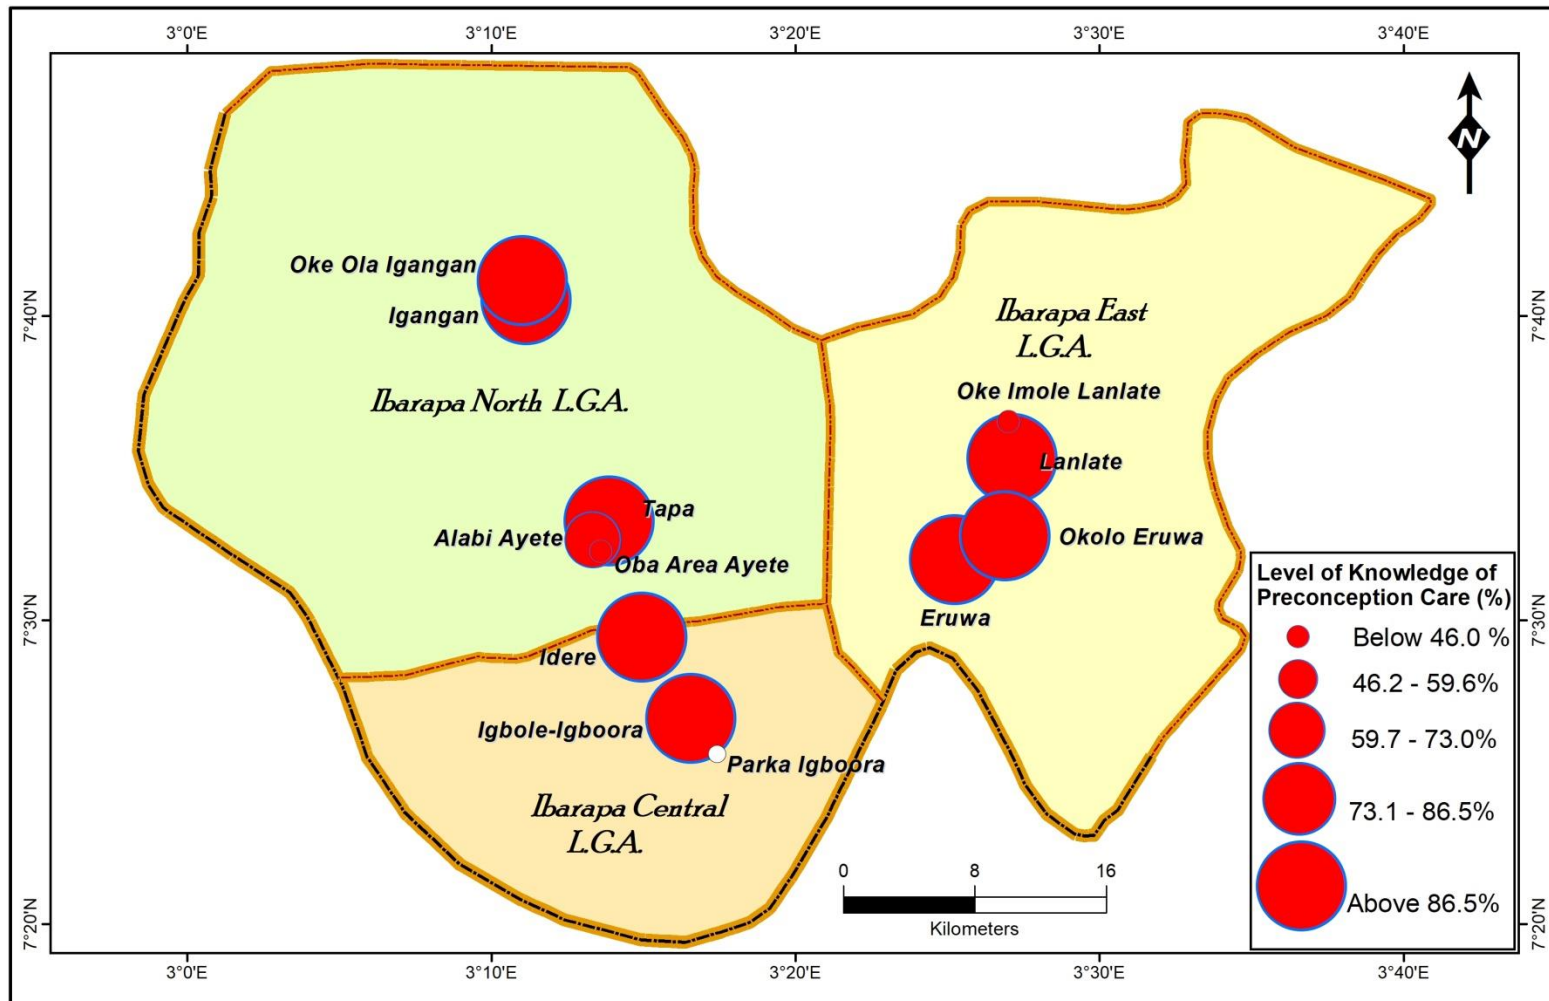 3°0'E
3°10'E
3°20'E
3°30'E
3°40'E
N
7°40'N
7°40'N
Oke Ola Igangan
Igangan
Ibarapa North L.G.A.
Ibarapa East
L.G.A.
Oke Imole Lanlate
Lanlate
Tapa
Alabi Ayete
Oba Area Ayete
Okolo Eruwa
Eruwa
7°30'N
7°30'N
Idere
Igbole-Igboora
Parka Igboora
Ibarapa Central
L.G.A.
Level of Knowledge of
Preconception Care (%)
Below 46.0 %
46.2 - 59.6%
59.7 - 73.0%
73.1 - 86.5%
Above 86.5%
0
8
16
Kilometers
7°20'N
7°20'N
3°0'E
3°10'E
3°20'E
3°30'E
3°40'E